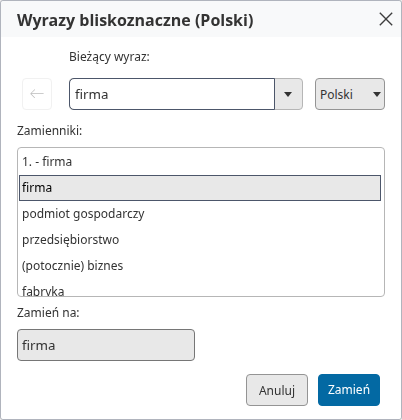 Wyrazy bliskoznaczne (Polski)
Bieżący wyraz:
firma
Polski
Zamienniki:
1. - firma
firma
podmiot gospodarczy
przedsiębiorstwo
(potocznie) biznes
fabryka
Zamień na:
firma
Anuluj
Zamień